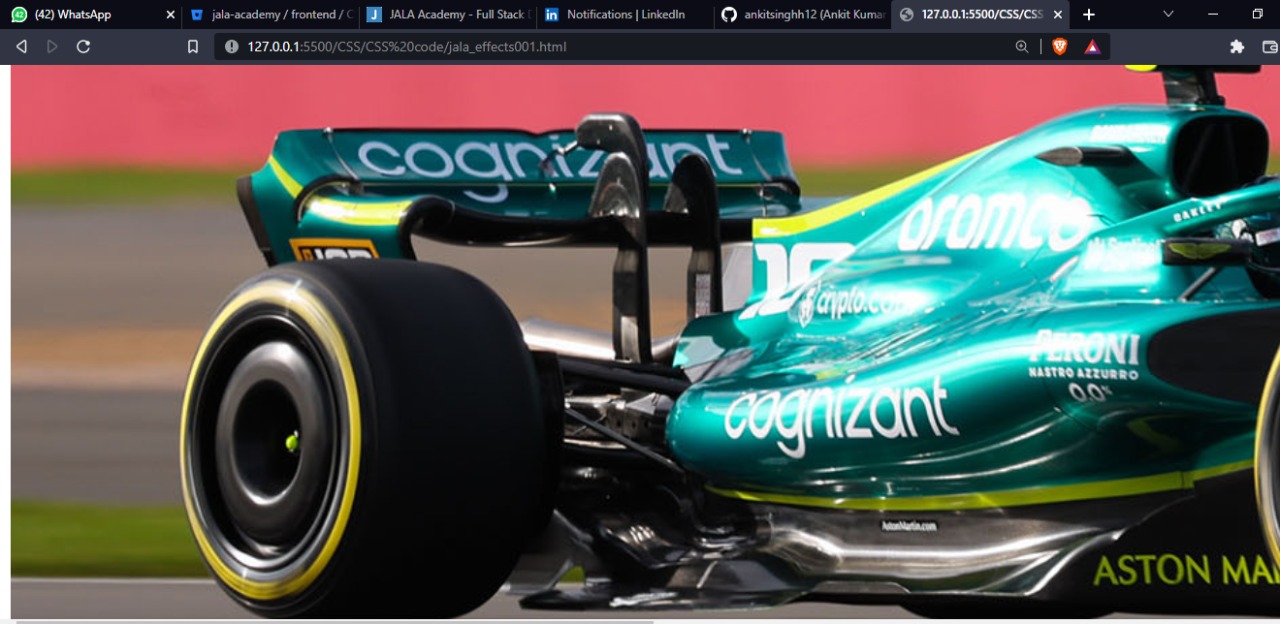 (42) WhatsApp
jala-academy / frontend / C
JALA Academy - Full Stack
Notifications | LinkedIn
ankitsinghh12 (Ankit Kumar
127.0.0.1:5500/CSS/CSS
127.0.0.1:5500/CSS/CSS%20code/jala_effects001.html
cognizant
aramco
OAKLEY
crypto.co
PERONI
NASTRO AZZURRO
0.0%
cognizant
AstonMartin.com
ASTON MA